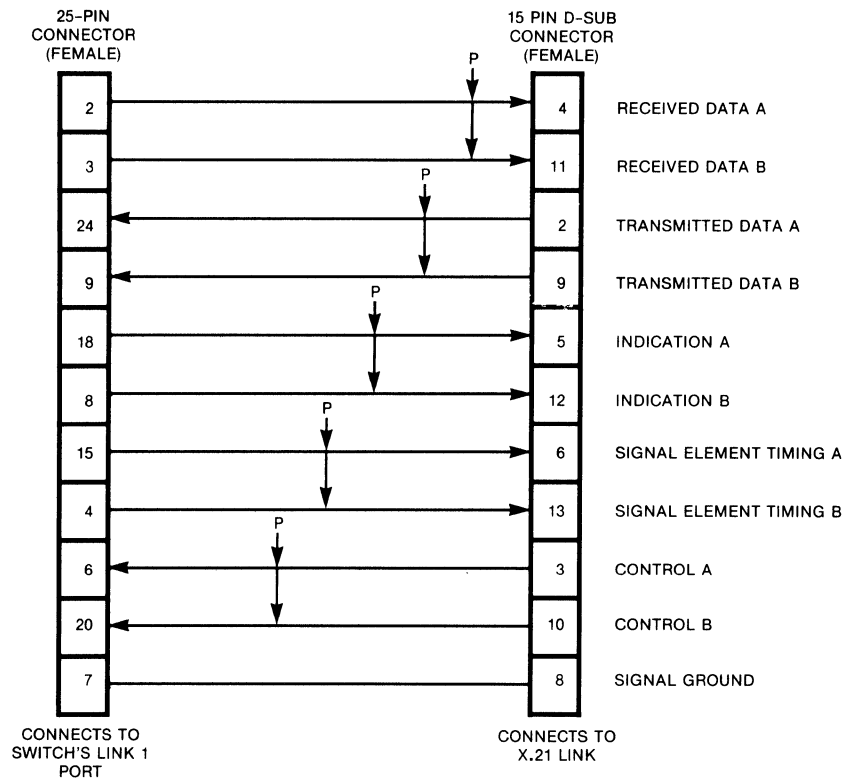 25-PIN
CONNECTOR
(FEMALE)
15 PIN D-SUB
CONNECTOR
(FEMALE)
P
2
4
RECEIVED DATA A
3
11
RECEIVED DATA B
P
24
2
TRANSMITTED DATA A
9
9
TRANSMITTED DATA B
P
18
5
INDICATION A
8
12
INDICATION B
P
15
6
SIGNAL ELEMENT TIMING A
4
13
SIGNAL ELEMENT TIMING B
P
6
3
CONTROL A
20
10
CONTROL B
7
8
SIGNAL GROUND
CONNECTS TO
SWITCH'S LINK 1
PORT
CONNECTS TO
X.21 LINK